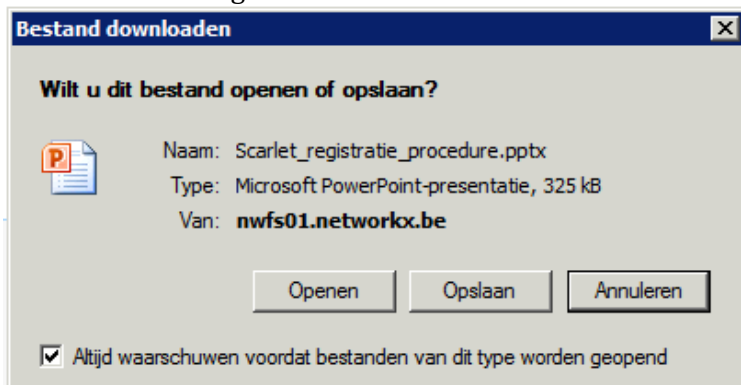 Bestand downloaden
Wilt u dit bestand openen of opslaan?
Naam: Scarlet_registratie_procedure.pptx
Type: Microsoft PowerPoint-presentatie, 325 kB
Van: nwfs01.networkx.be
Openen Opslaan Annuleren
Altijd waarschuwen voordat bestanden van dit type worden geopend